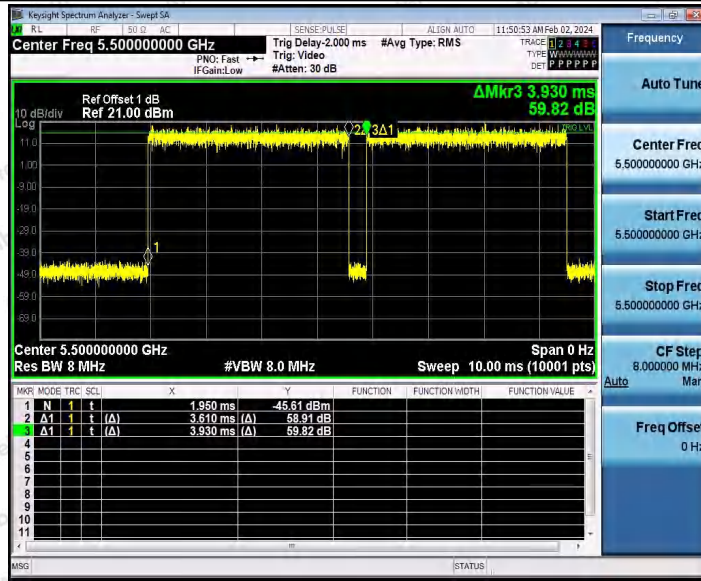 Keysight Spectrum Analyzer - Swept SA
RL RF 50 Ω AC SENSE:PULSE ALIGN AUTO 11:50:53 AM Feb 02, 2024
Center Freq 5.500000000 GHz
PNO: Fast
IFGain:Low
Trig Delay-2.000 ms
Trig: Video
#Atten: 30 dB
#Avg Type: RMS
TRACE 1 2 3 4 5 6
TYPE
DET P P P P P P
Frequency
Auto Tune
Center Freq
5.500000000 GHz
Start Freq
5.500000000 GHz
Stop Freq
5.500000000 GHz
CF Step
8.000000 MHz
Auto Man
Freq Offset
0 Hz
ΔMkr3 3.930 ms
59.82 dB
Ref Offset 1 dB
10 dB/div Ref 21.00 dBm
Log
TRIG LVL
3Δ1
11.0
1.00
-9.00
-19.0
-29.0
-39.0
-49.0
-59.0
-69.0
1
Center 5.500000000 GHz Span 0 Hz
Res BW 8 MHz #VBW 8.0 MHz Sweep 10.00 ms (10001 pts)
MKR MODE TRC SCL X Y FUNCTION FUNCTION WIDTH FUNCTION VALUE
1 N 1 t 1.950 ms -45.61 dBm
2 Δ1 1 t (Δ) 3.610 ms (Δ) 58.91 dB
3 Δ1 1 t (Δ) 3.930 ms (Δ) 59.82 dB
4
5
6
7
8
9
10
11
MSG STATUS